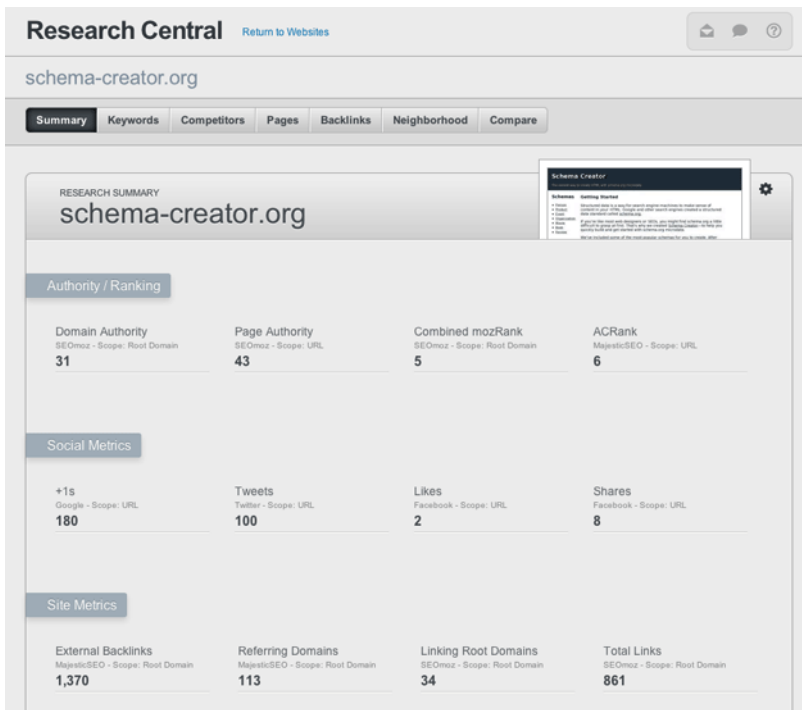 Research Central Return to Websites
schema-creator.org
Summary Keywords Competitors Pages Backlinks Neighborhood Compare
RESEARCH SUMMARY
schema-creator.org
Schema Creator
Schemas
Getting Started
Authority / Ranking
Domain Authority
SEOmoz - Scope: Root Domain
31
Page Authority
SEOmoz - Scope: URL
43
Combined mozRank
SEOmoz - Scope: Root Domain
5
ACRank
MajesticSEO - Scope: URL
6
Social Metrics
+1s
Google - Scope: URL
180
Tweets
Twitter - Scope: URL
100
Likes
Facebook - Scope: URL
2
Shares
Facebook - Scope: URL
8
Site Metrics
External Backlinks
MajesticSEO - Scope: Root Domain
1,370
Referring Domains
MajesticSEO - Scope: Root Domain
113
Linking Root Domains
SEOmoz - Scope: Root Domain
34
Total Links
SEOmoz - Scope: Root Domain
861